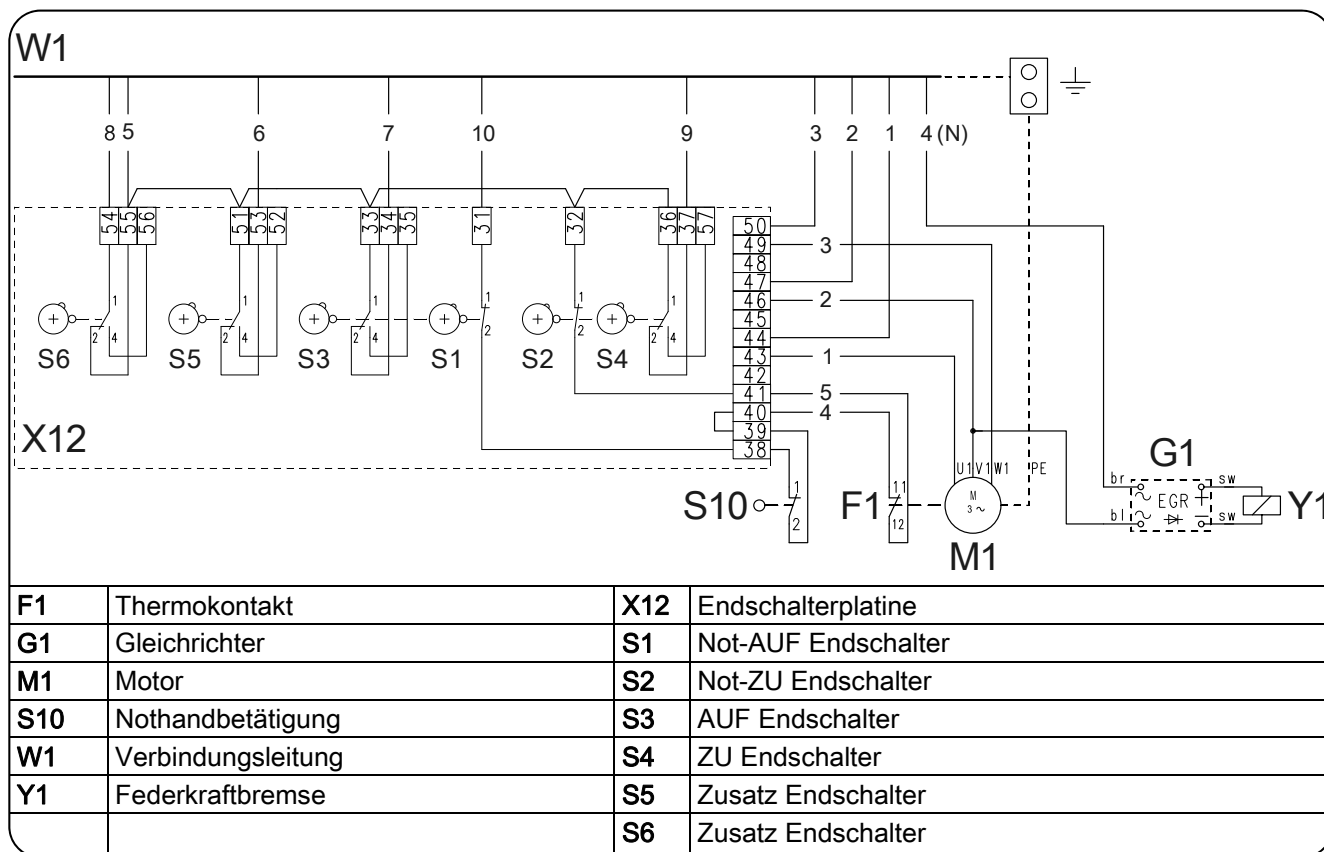 W1
8 5 6 7 10 9 3 2 1 4 (N)
54 55 56 51 53 52 33 34 35 31 32 36 37 57
50
49 3
48
47
46 2
45
44
43 1
42
41 5
40 4
39
38
1 1 1 1 1 1
2 4 2 4 2 4 2 2 2 4
S6 S5 S3 S1 S2 S4
X12
S10 1 2
F1 11 12
U1 V1 W1 PE
M 3~
M1
G1
br sw
EGR
bl sw
Y1
F1 Thermokontakt X12 Endschalterplatine
G1 Gleichrichter S1 Not-AUF Endschalter
M1 Motor S2 Not-ZU Endschalter
S10 Nothandbetätigung S3 AUF Endschalter
W1 Verbindungsleitung S4 ZU Endschalter
Y1 Federkraftbremse S5 Zusatz Endschalter
S6 Zusatz Endschalter